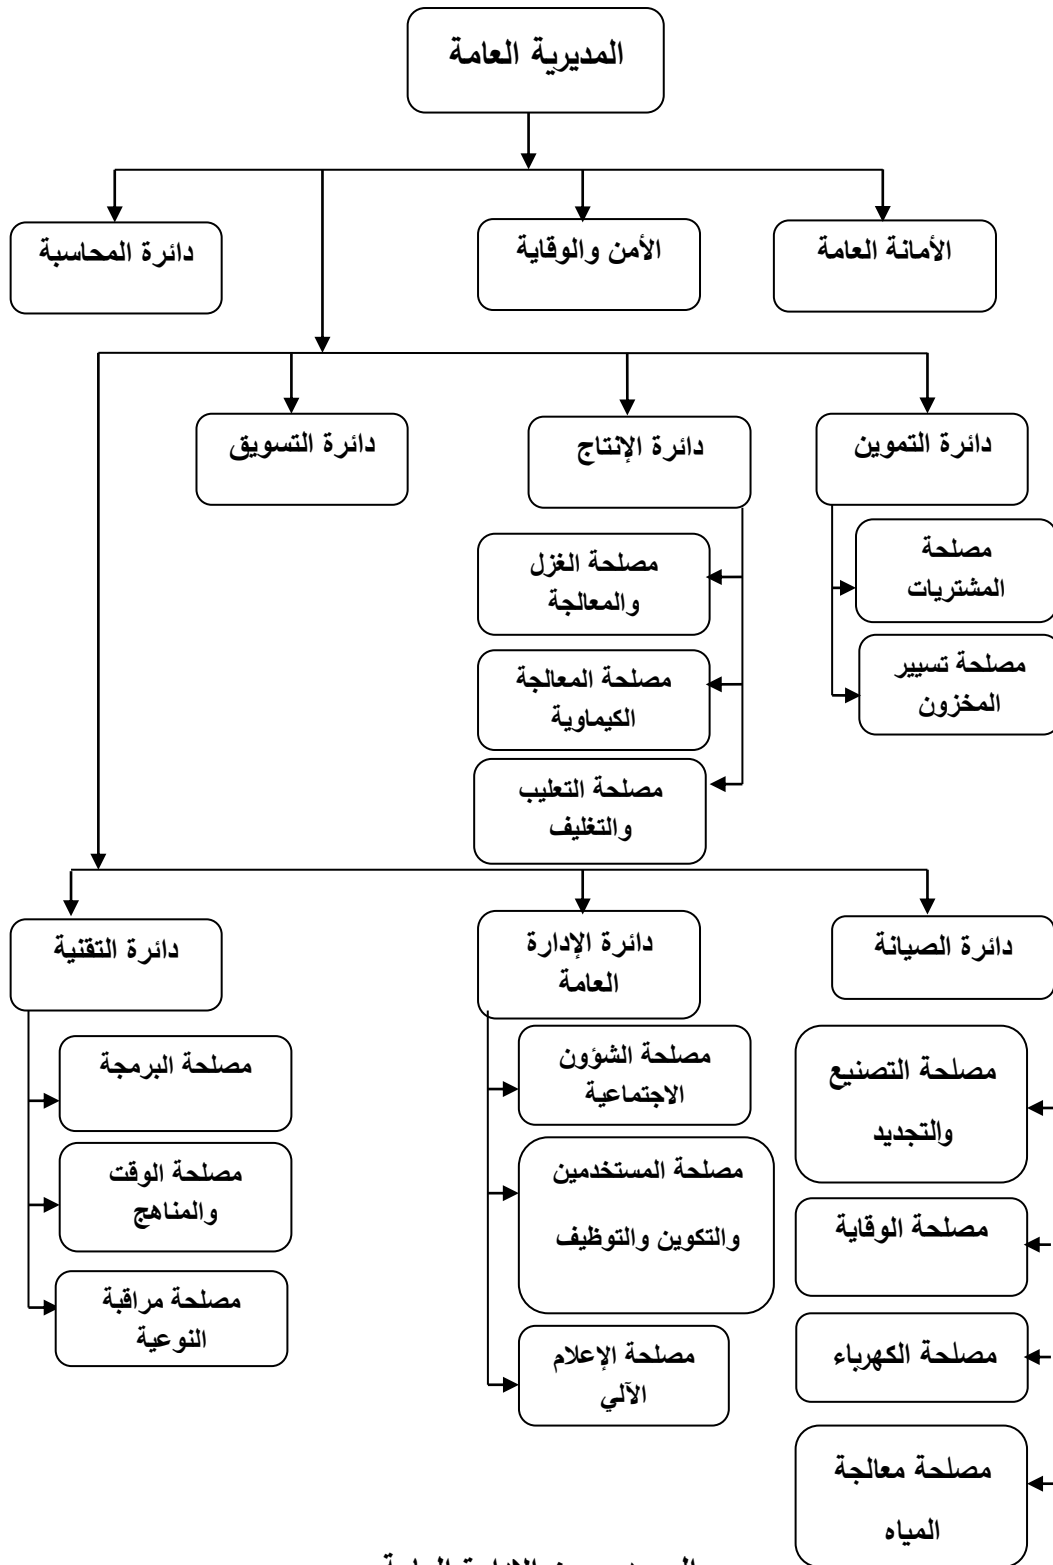 المديرية العامة
الأمانة العامة
الأمن والوقاية
دائرة المحاسبة
دائرة التموين
دائرة الإنتاج
دائرة التسويق
مصلحة
المشتريات
مصلحة تسيير
المخزون
مصلحة الغزل
والمعالجة
مصلحة المعالجة
الكيماوية
مصلحة التعليب
والتغليف
دائرة الصيانة
دائرة الإدارة
العامة
دائرة التقنية
مصلحة التصنيع
والتجديد
مصلحة الوقاية
مصلحة الكهرباء
مصلحة معالجة
المياه
مصلحة الشؤون
الاجتماعية
مصلحة المستخدمين
والتكوين والتوظيف
مصلحة الإعلام
الآلي
مصلحة البرمجة
مصلحة الوقت
والمناهج
مصلحة مراقبة
النوعية